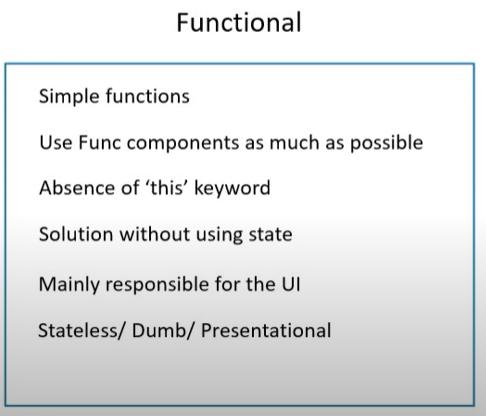 Functional
Simple functions
Use Func components as much as possible
Absence of ‘this’ keyword
Solution without using state
Mainly responsible for the UI
Stateless/ Dumb/ Presentational